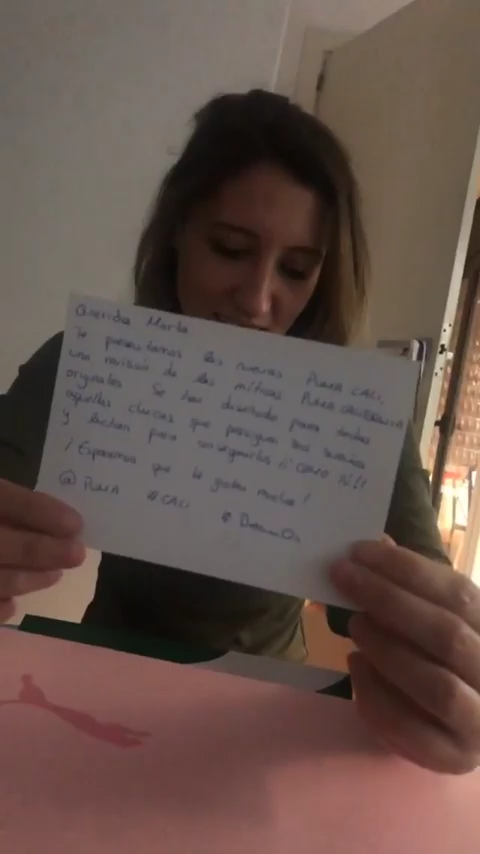 Querida Marta
Te presentamos las nuevas PUMA CALI,
una revisión de las míticas PUMA CALIFORNIA
originales. Se han diseñado para todas
aquellas chicas que persiguen sus sueños
y luchan para conseguirlos ¡! COMO TÚ!!
¡Esperamos que te gusten mucho!
@PUMA #CALI #DoYou